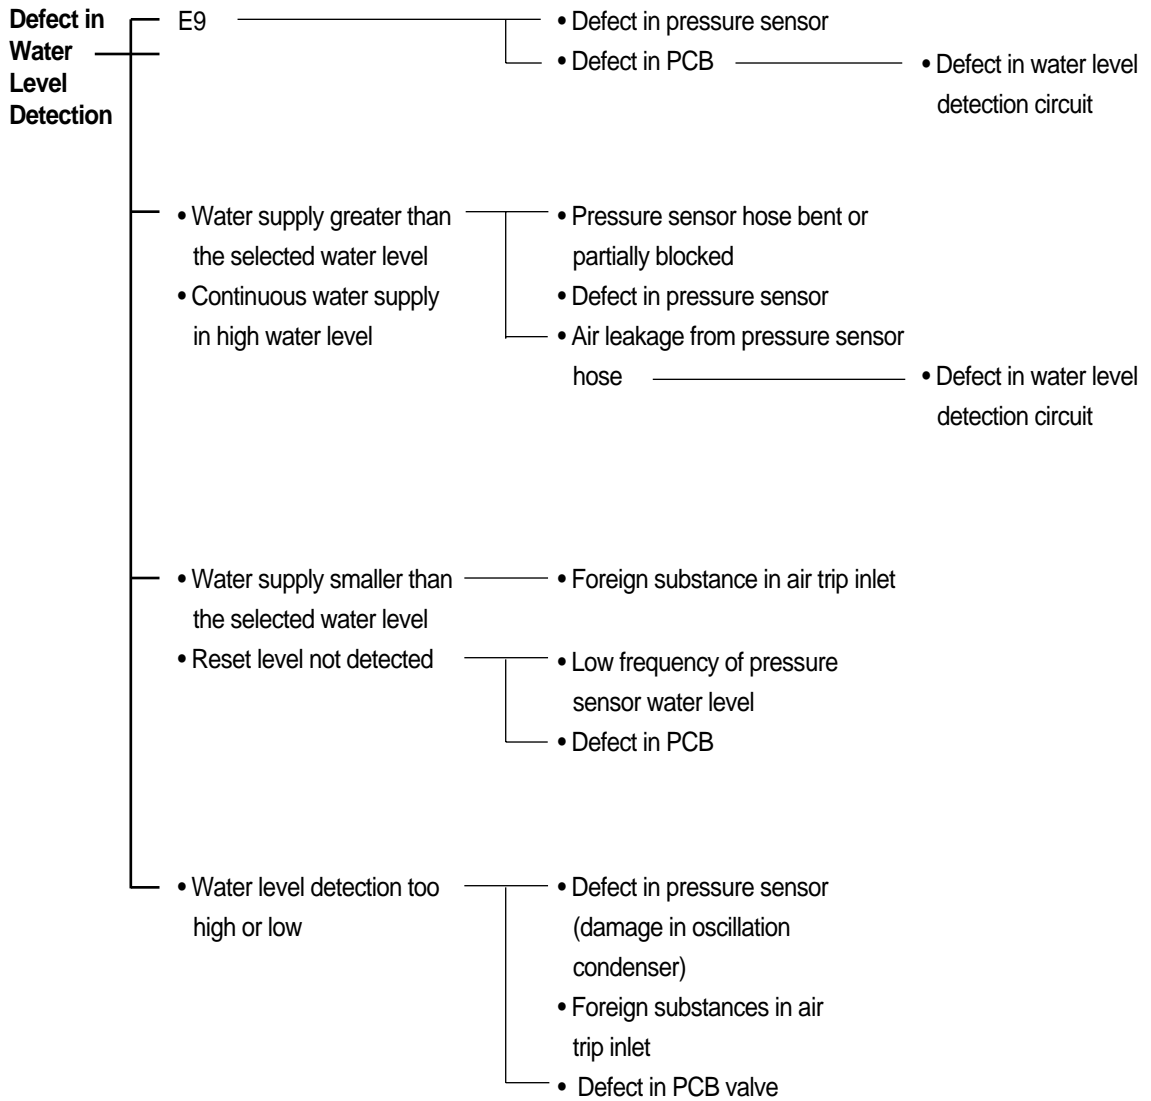 Defect in
Water
Level
Detection
E9
• Defect in pressure sensor
• Defect in PCB
• Defect in water level
detection circuit
• Water supply greater than
the selected water level
• Continuous water supply
in high water level
• Pressure sensor hose bent or
partially blocked
• Defect in pressure sensor
• Air leakage from pressure sensor
hose
• Defect in water level
detection circuit
• Water supply smaller than
the selected water level
• Reset level not detected
• Foreign substance in air trip inlet
• Low frequency of pressure
sensor water level
• Defect in PCB
• Water level detection too
high or low
• Defect in pressure sensor
(damage in oscillation
condenser)
• Foreign substances in air
trip inlet
• Defect in PCB valve